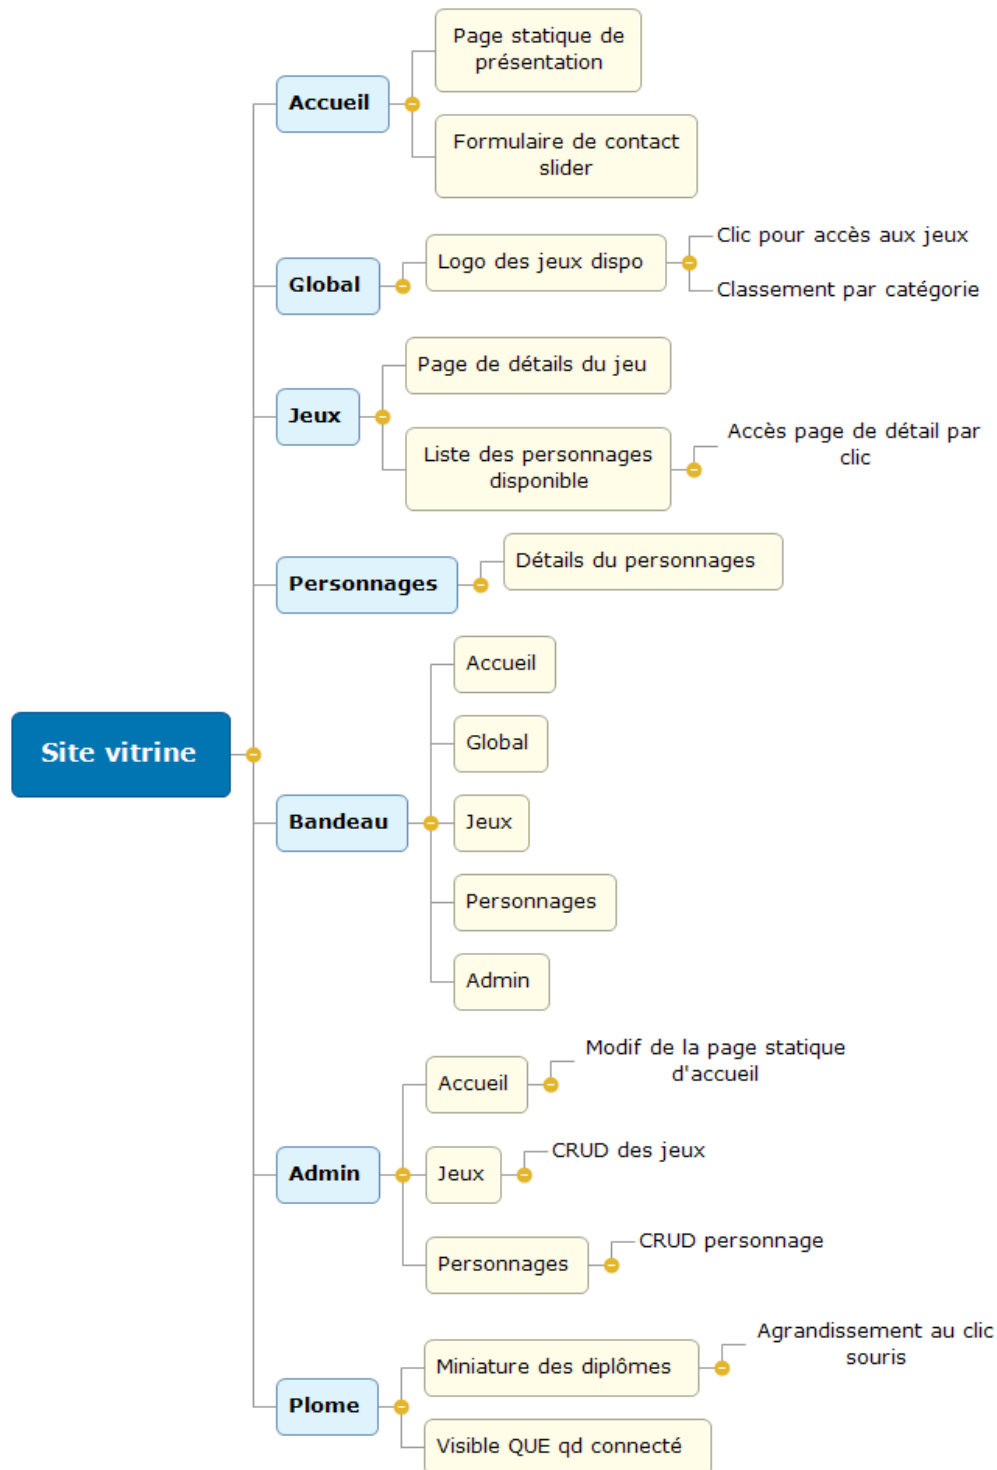 Page statique de
présentation
Accueil
Formulaire de contact
slider
Clic pour accès aux jeux
Logo des jeux dispo
Global
Classement par catégorie
Page de détails du jeu
Jeux
Accès page de détail par
clic
Liste des personnages
disponible
Détails du personnages
Personnages
Accueil
Global
Site vitrine
Bandeau
Jeux
Personnages
Admin
Modif de la page statique
d'accueil
Accueil
CRUD des jeux
Admin
Jeux
CRUD personnage
Personnages
Agrandissement au clic
souris
Miniature des diplômes
Plome
Visible QUE qd connecté